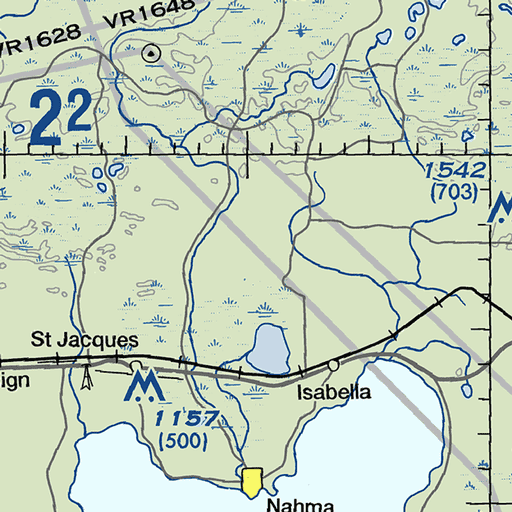 VR1648
VR1628
22
1542
(703)
St Jacques
ign
Isabella
1157
(500)
Nahma